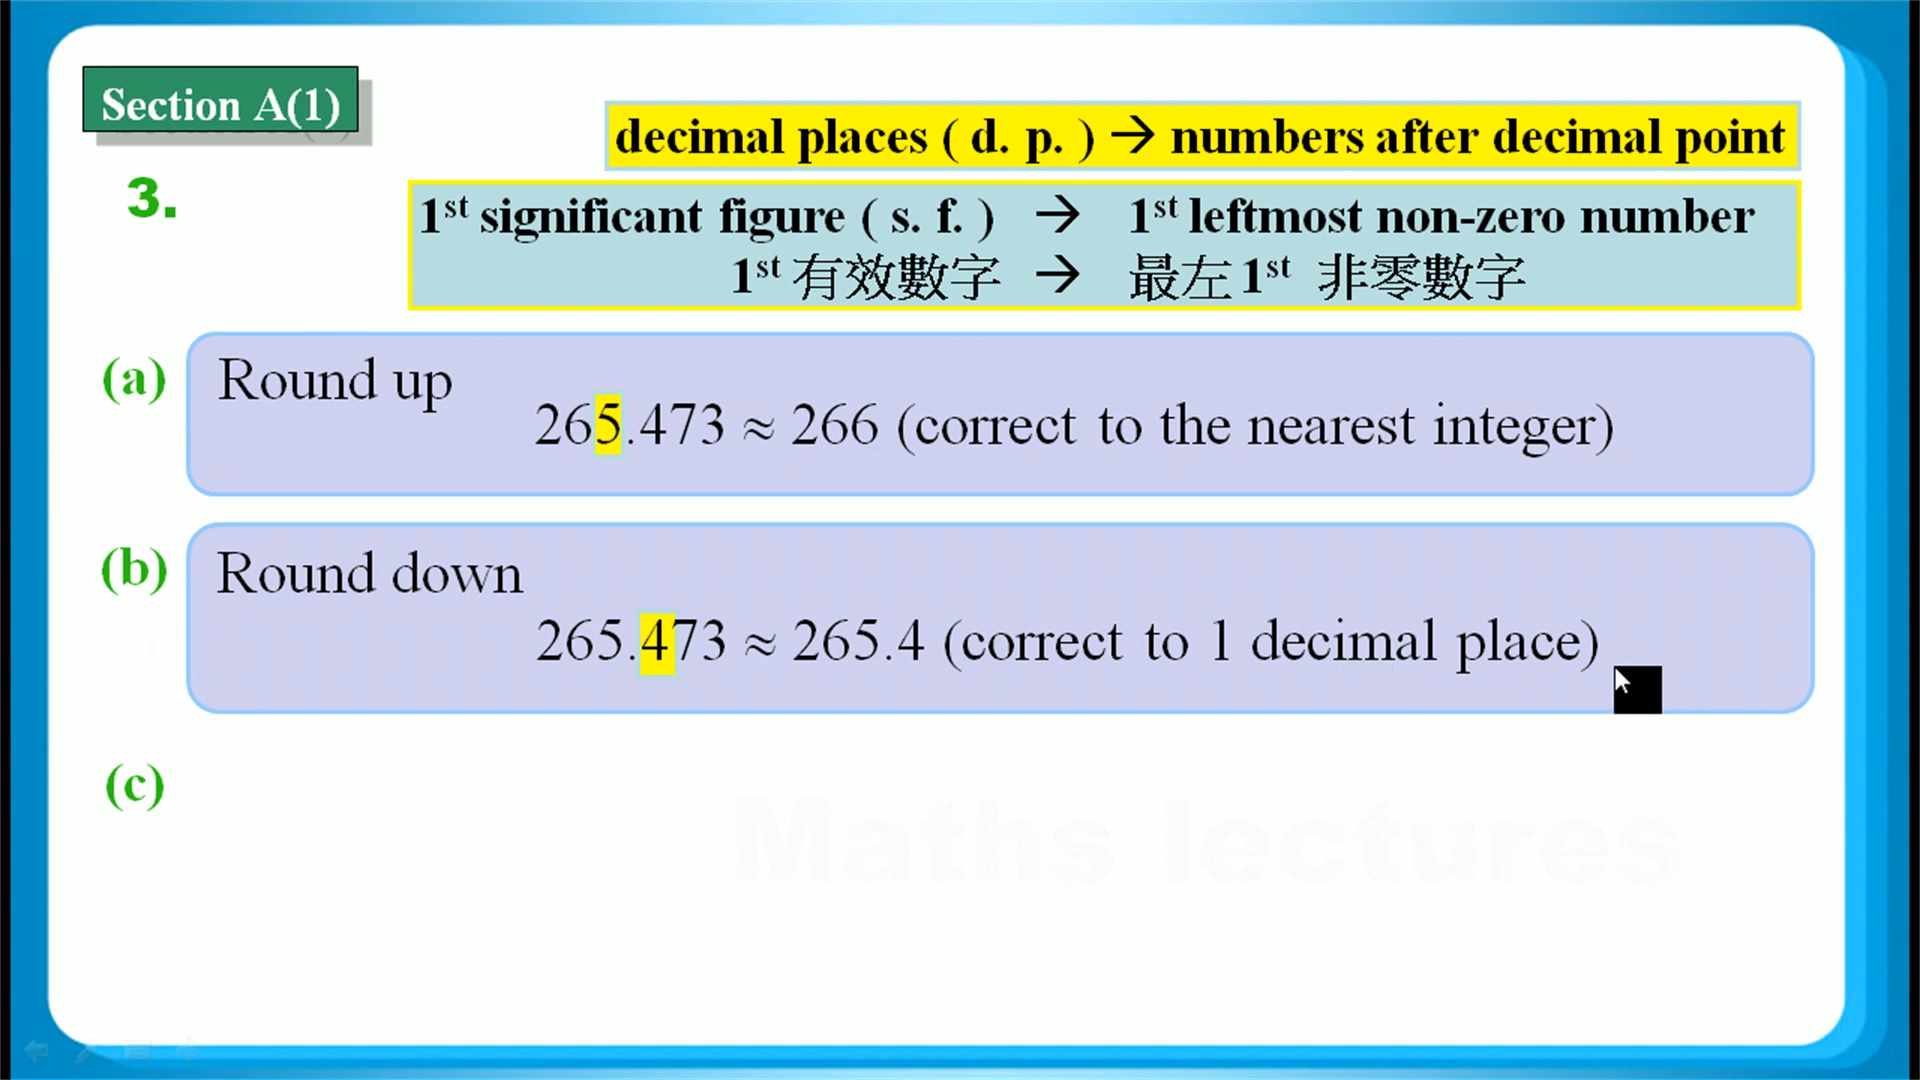 Section A(1)
decimal places ( d. p. ) → numbers after decimal point
3.
1st significant figure ( s. f. ) → 1st leftmost non-zero number
1st 有效數字 → 最左 1st 非零數字
(a) Round up
265.473 ≈ 266 (correct to the nearest integer)
(b) Round down
265.473 ≈ 265.4 (correct to 1 decimal place)
(c)
Maths lectures